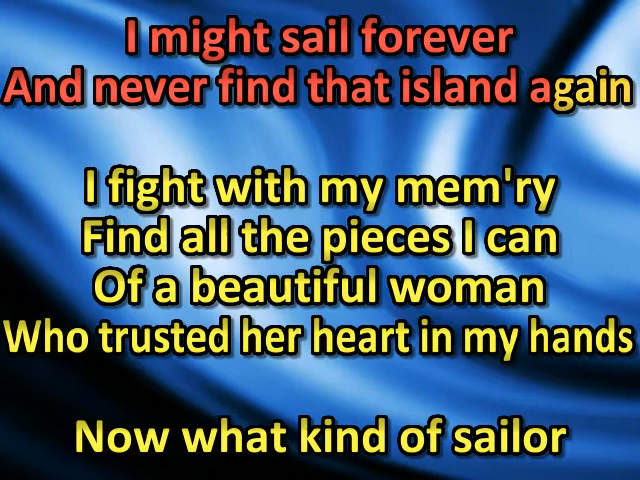 I might sail forever
And never find that island again
I fight with my mem'ry
Find all the pieces I can
Of a beautiful woman
Who trusted her heart in my hands
Now what kind of sailor